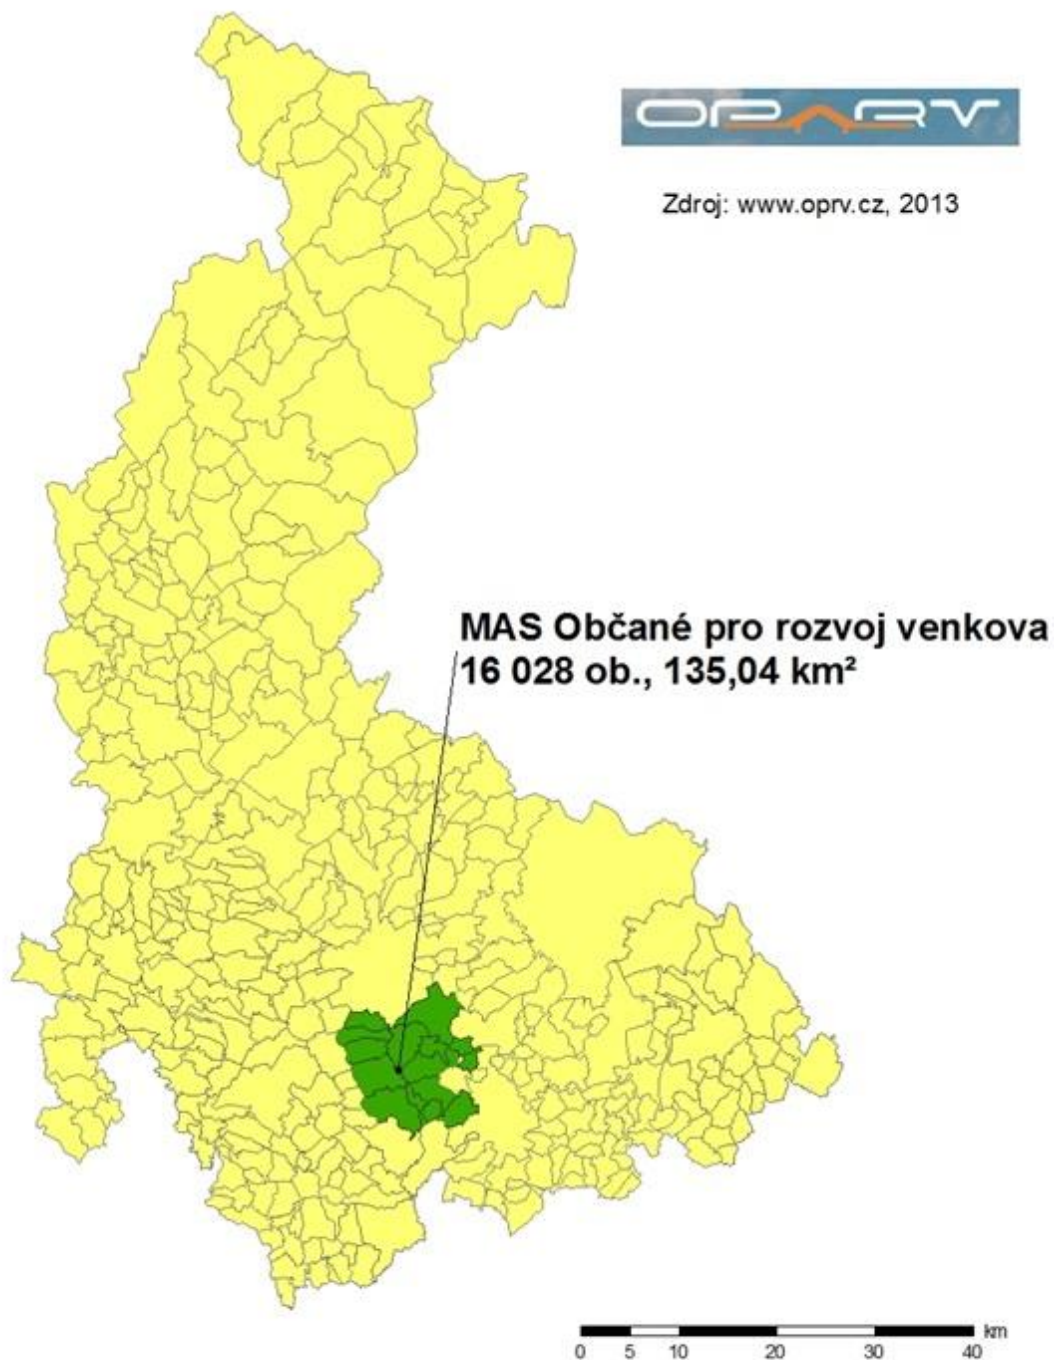 OPRV
Zdroj: www.oprv.cz, 2013
MAS Občané pro rozvoj venkova
16 028 ob., 135,04 km²
km
0 5 10 20 30 40